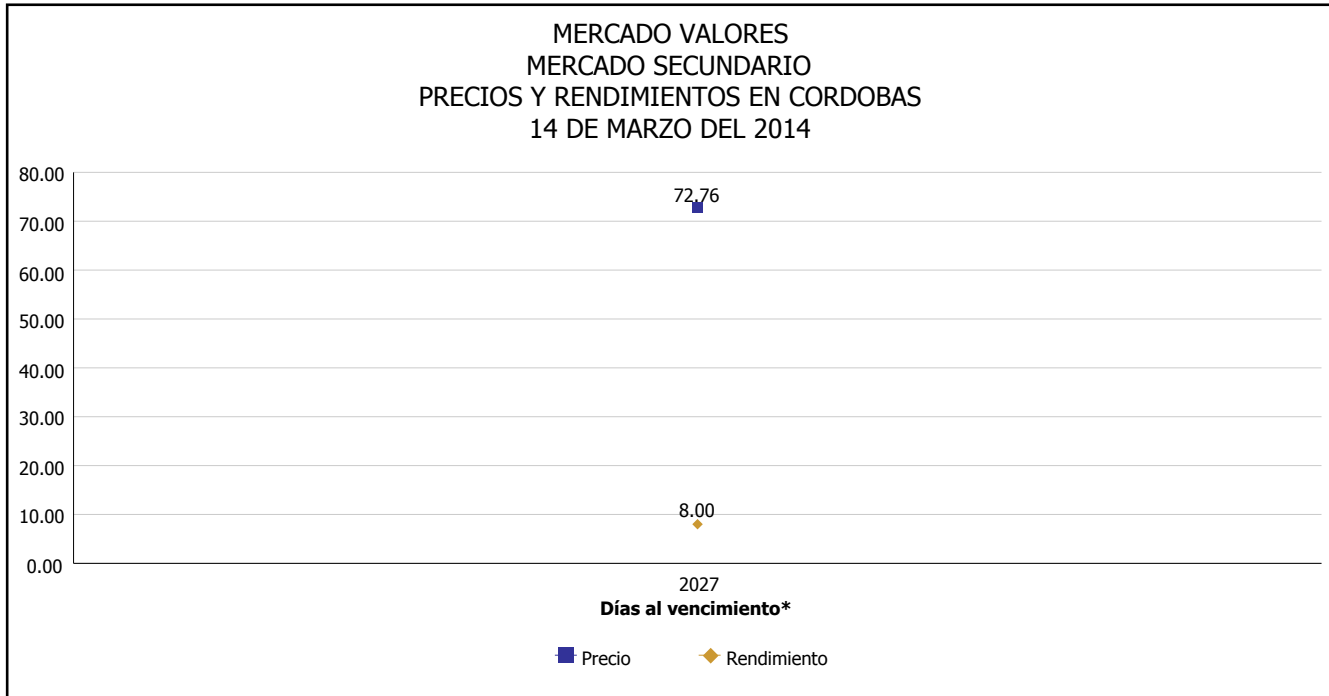 MERCADO VALORES
MERCADO SECUNDARIO
PRECIOS Y RENDIMIENTOS EN CORDOBAS
14 DE MARZO DEL 2014
80.00
72.76
70.00
60.00
50.00
40.00
30.00
20.00
10.00
8.00
0.00
2027
Días al vencimiento*
Precio Rendimiento